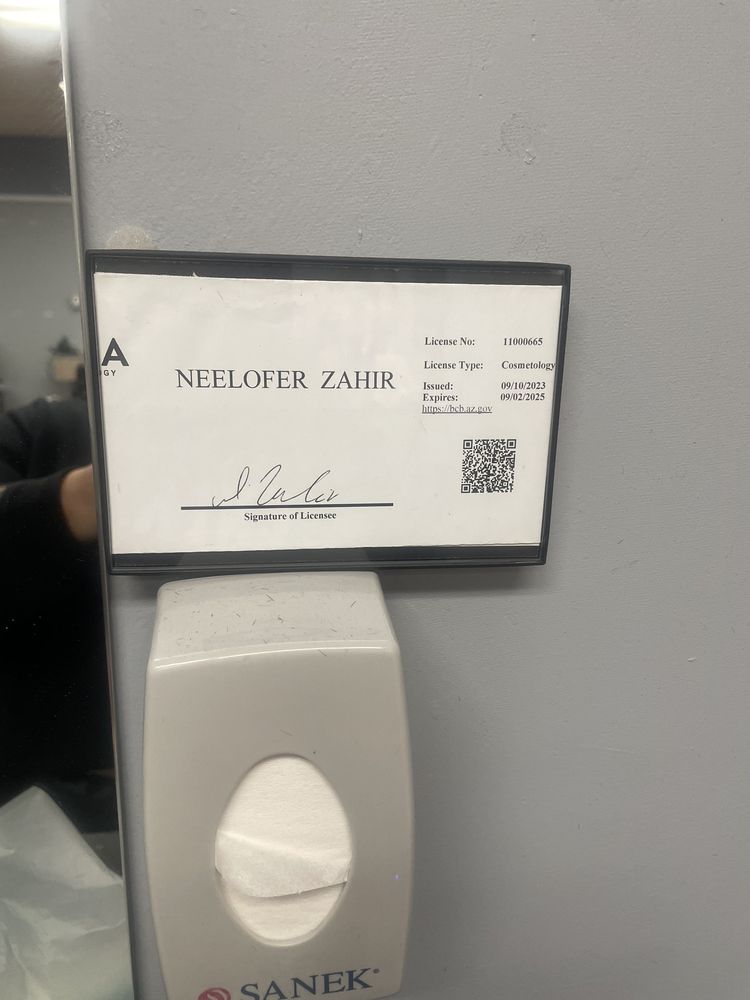 A
OGY
NEELOFER ZAHIR
License No: 11000665
License Type: Cosmetology
Issued: 09/10/2023
Expires: 09/02/2025
https://bcb.az.gov
Signature of Licensee
SANEK®